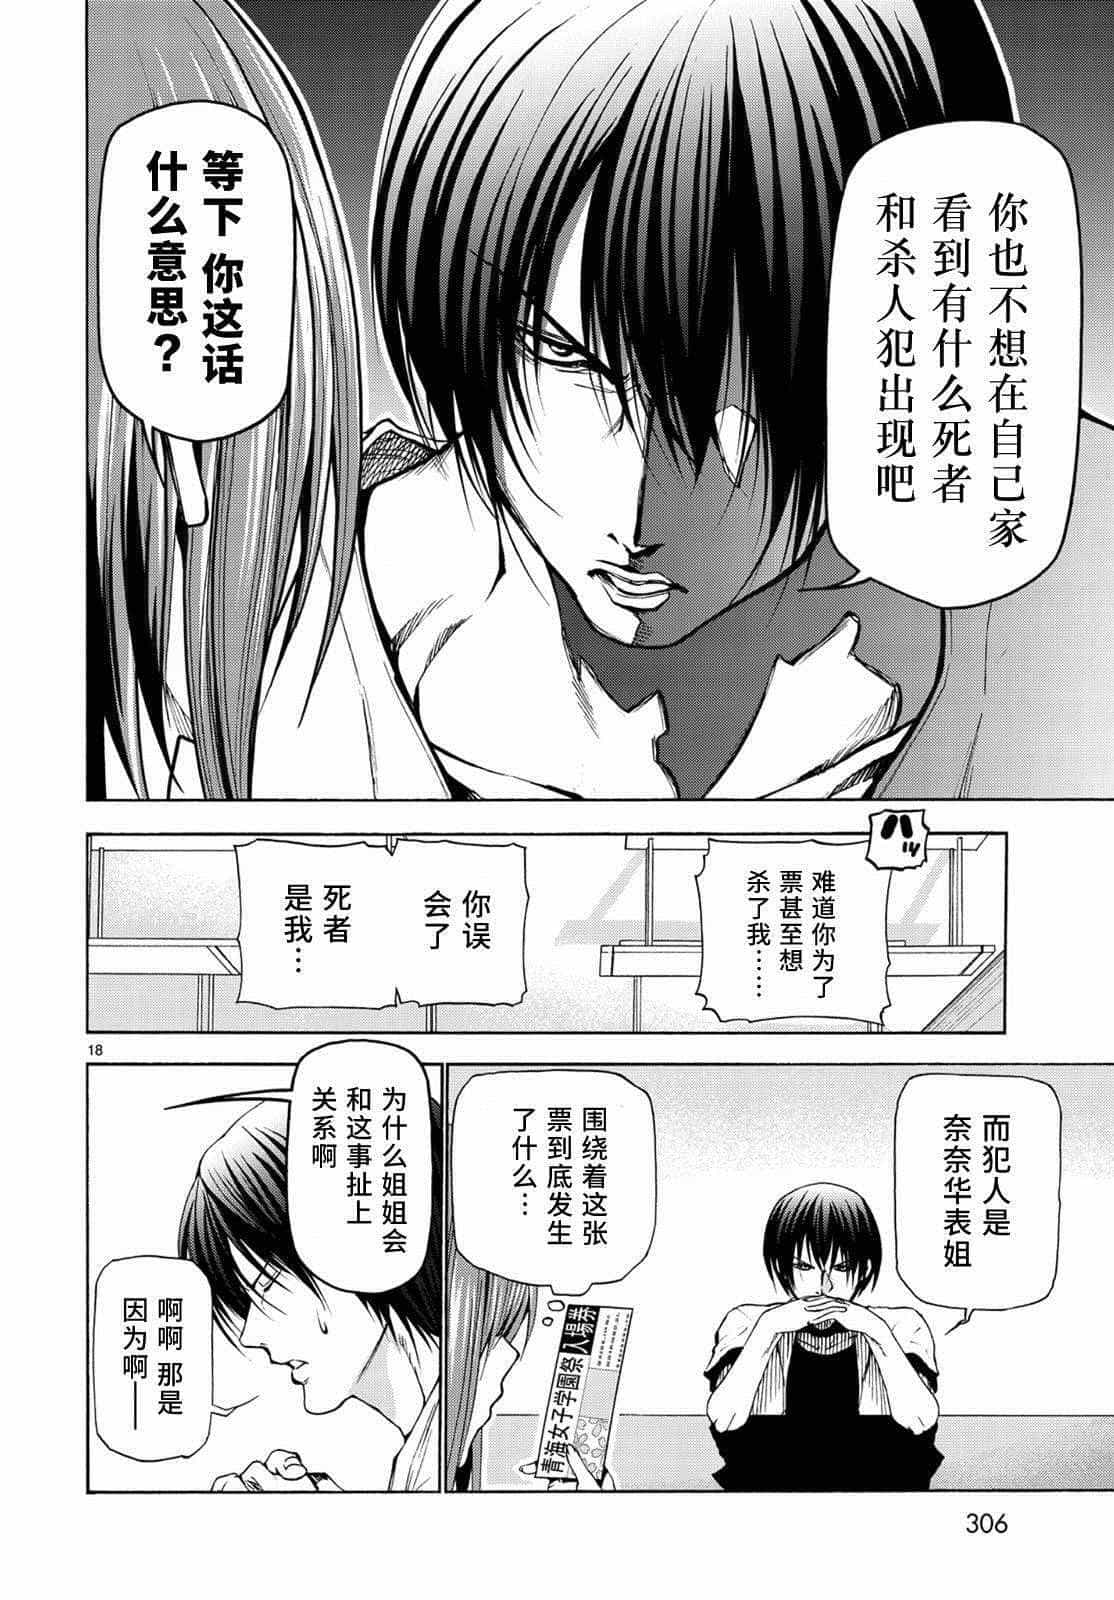 你也不想在自己家
看到有什么死者
和杀人犯出现吧
等下 你这话
什么意思？
ハッ
难道你为了
票甚至想
杀了我……
你误
会了
死者
是我…
18
而犯人是
奈奈华表姐
围绕着这张
票到底发生
了什么…
青海女子学園祭 入場券
为什么姐姐会
和这事扯上
关系啊
啊啊 那是
因为啊——
306